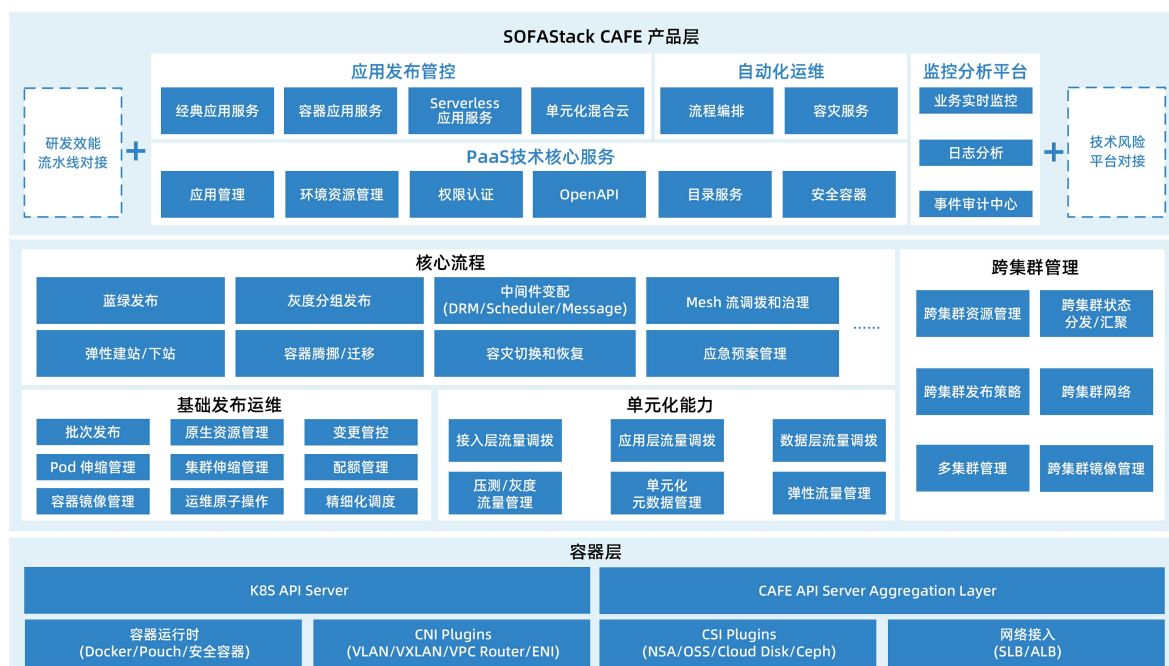 SOFAStack CAFE 产品层
应用发布管控
经典应用服务
容器应用服务
Serverless
应用服务
单元化混合云
自动化运维
流程编排
容灾服务
监控分析平台
业务实时监控
日志分析
事件审计中心
研发效能
流水线对接
+
PaaS技术核心服务
应用管理
环境资源管理
权限认证
OpenAPI
目录服务
安全容器
+
技术风险
平台对接
核心流程
蓝绿发布
灰度分组发布
中间件变配
(DRM/Scheduler/Message)
Mesh 流调拨和治理
弹性建站/下站
容器腾挪/迁移
容灾切换和恢复
应急预案管理
......
跨集群管理
跨集群资源管理
跨集群状态
分发/汇聚
跨集群发布策略
跨集群网络
多集群管理
跨集群镜像管理
基础发布运维
批次发布
原生资源管理
变更管控
Pod 伸缩管理
集群伸缩管理
配额管理
容器镜像管理
运维原子操作
精细化调度
单元化能力
接入层流量调拨
应用层流量调拨
数据层流量调拨
压测/灰度
流量管理
单元化
元数据管理
弹性流量管理
容器层
K8S API Server
CAFE API Server Aggregation Layer
容器运行时
(Docker/Pouch/安全容器)
CNI Plugins
(VLAN/VXLAN/VPC Router/ENI)
CSI Plugins
(NSA/OSS/Cloud Disk/Ceph)
网络接入
(SLB/ALB)